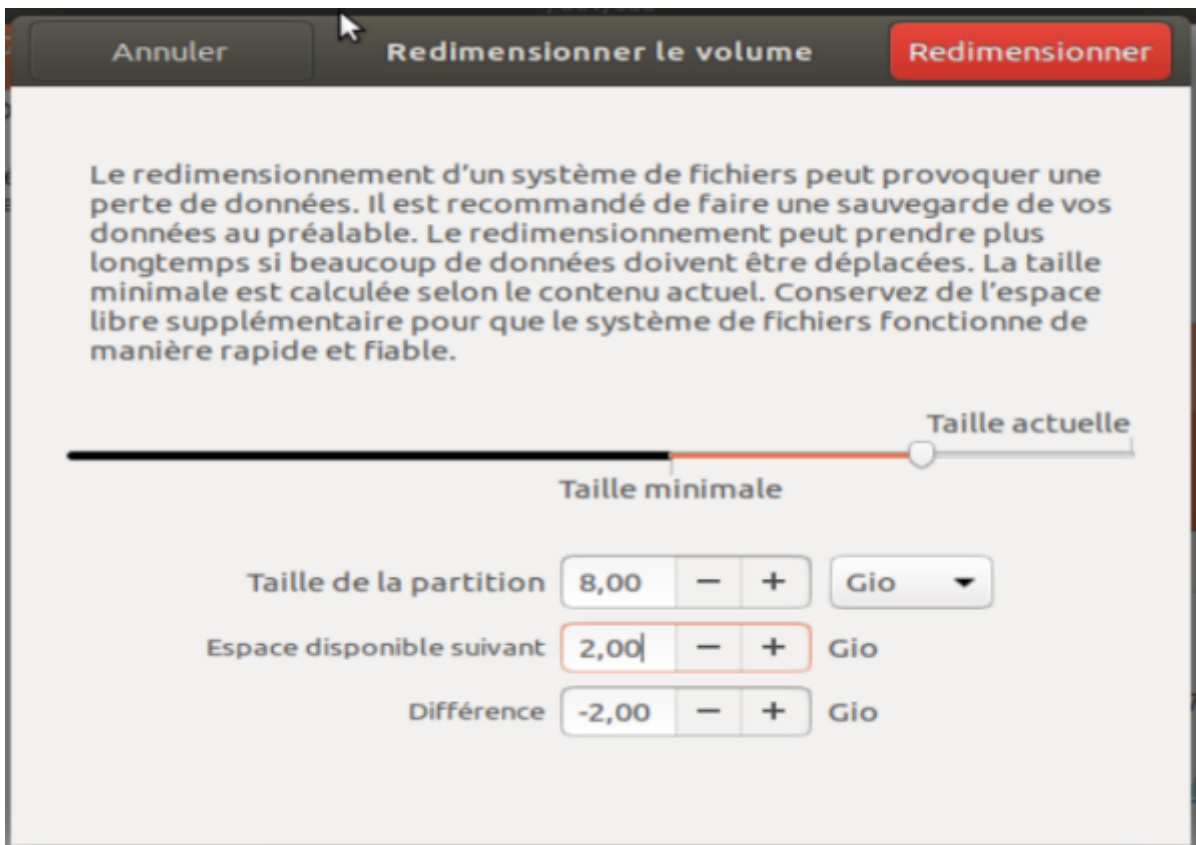 Annuler
Redimensionner le volume
Redimensionner
Le redimensionnement d’un système de fichiers peut provoquer une
perte de données. Il est recommandé de faire une sauvegarde de vos
données au préalable. Le redimensionnement peut prendre plus
longtemps si beaucoup de données doivent être déplacées. La taille
minimale est calculée selon le contenu actuel. Conservez de l’espace
libre supplémentaire pour que le système de fichiers fonctionne de
manière rapide et fiable.
Taille actuelle
Taille minimale
Taille de la partition 8,00 − + Gio
Espace disponible suivant 2,00 − + Gio
Différence -2,00 − + Gio